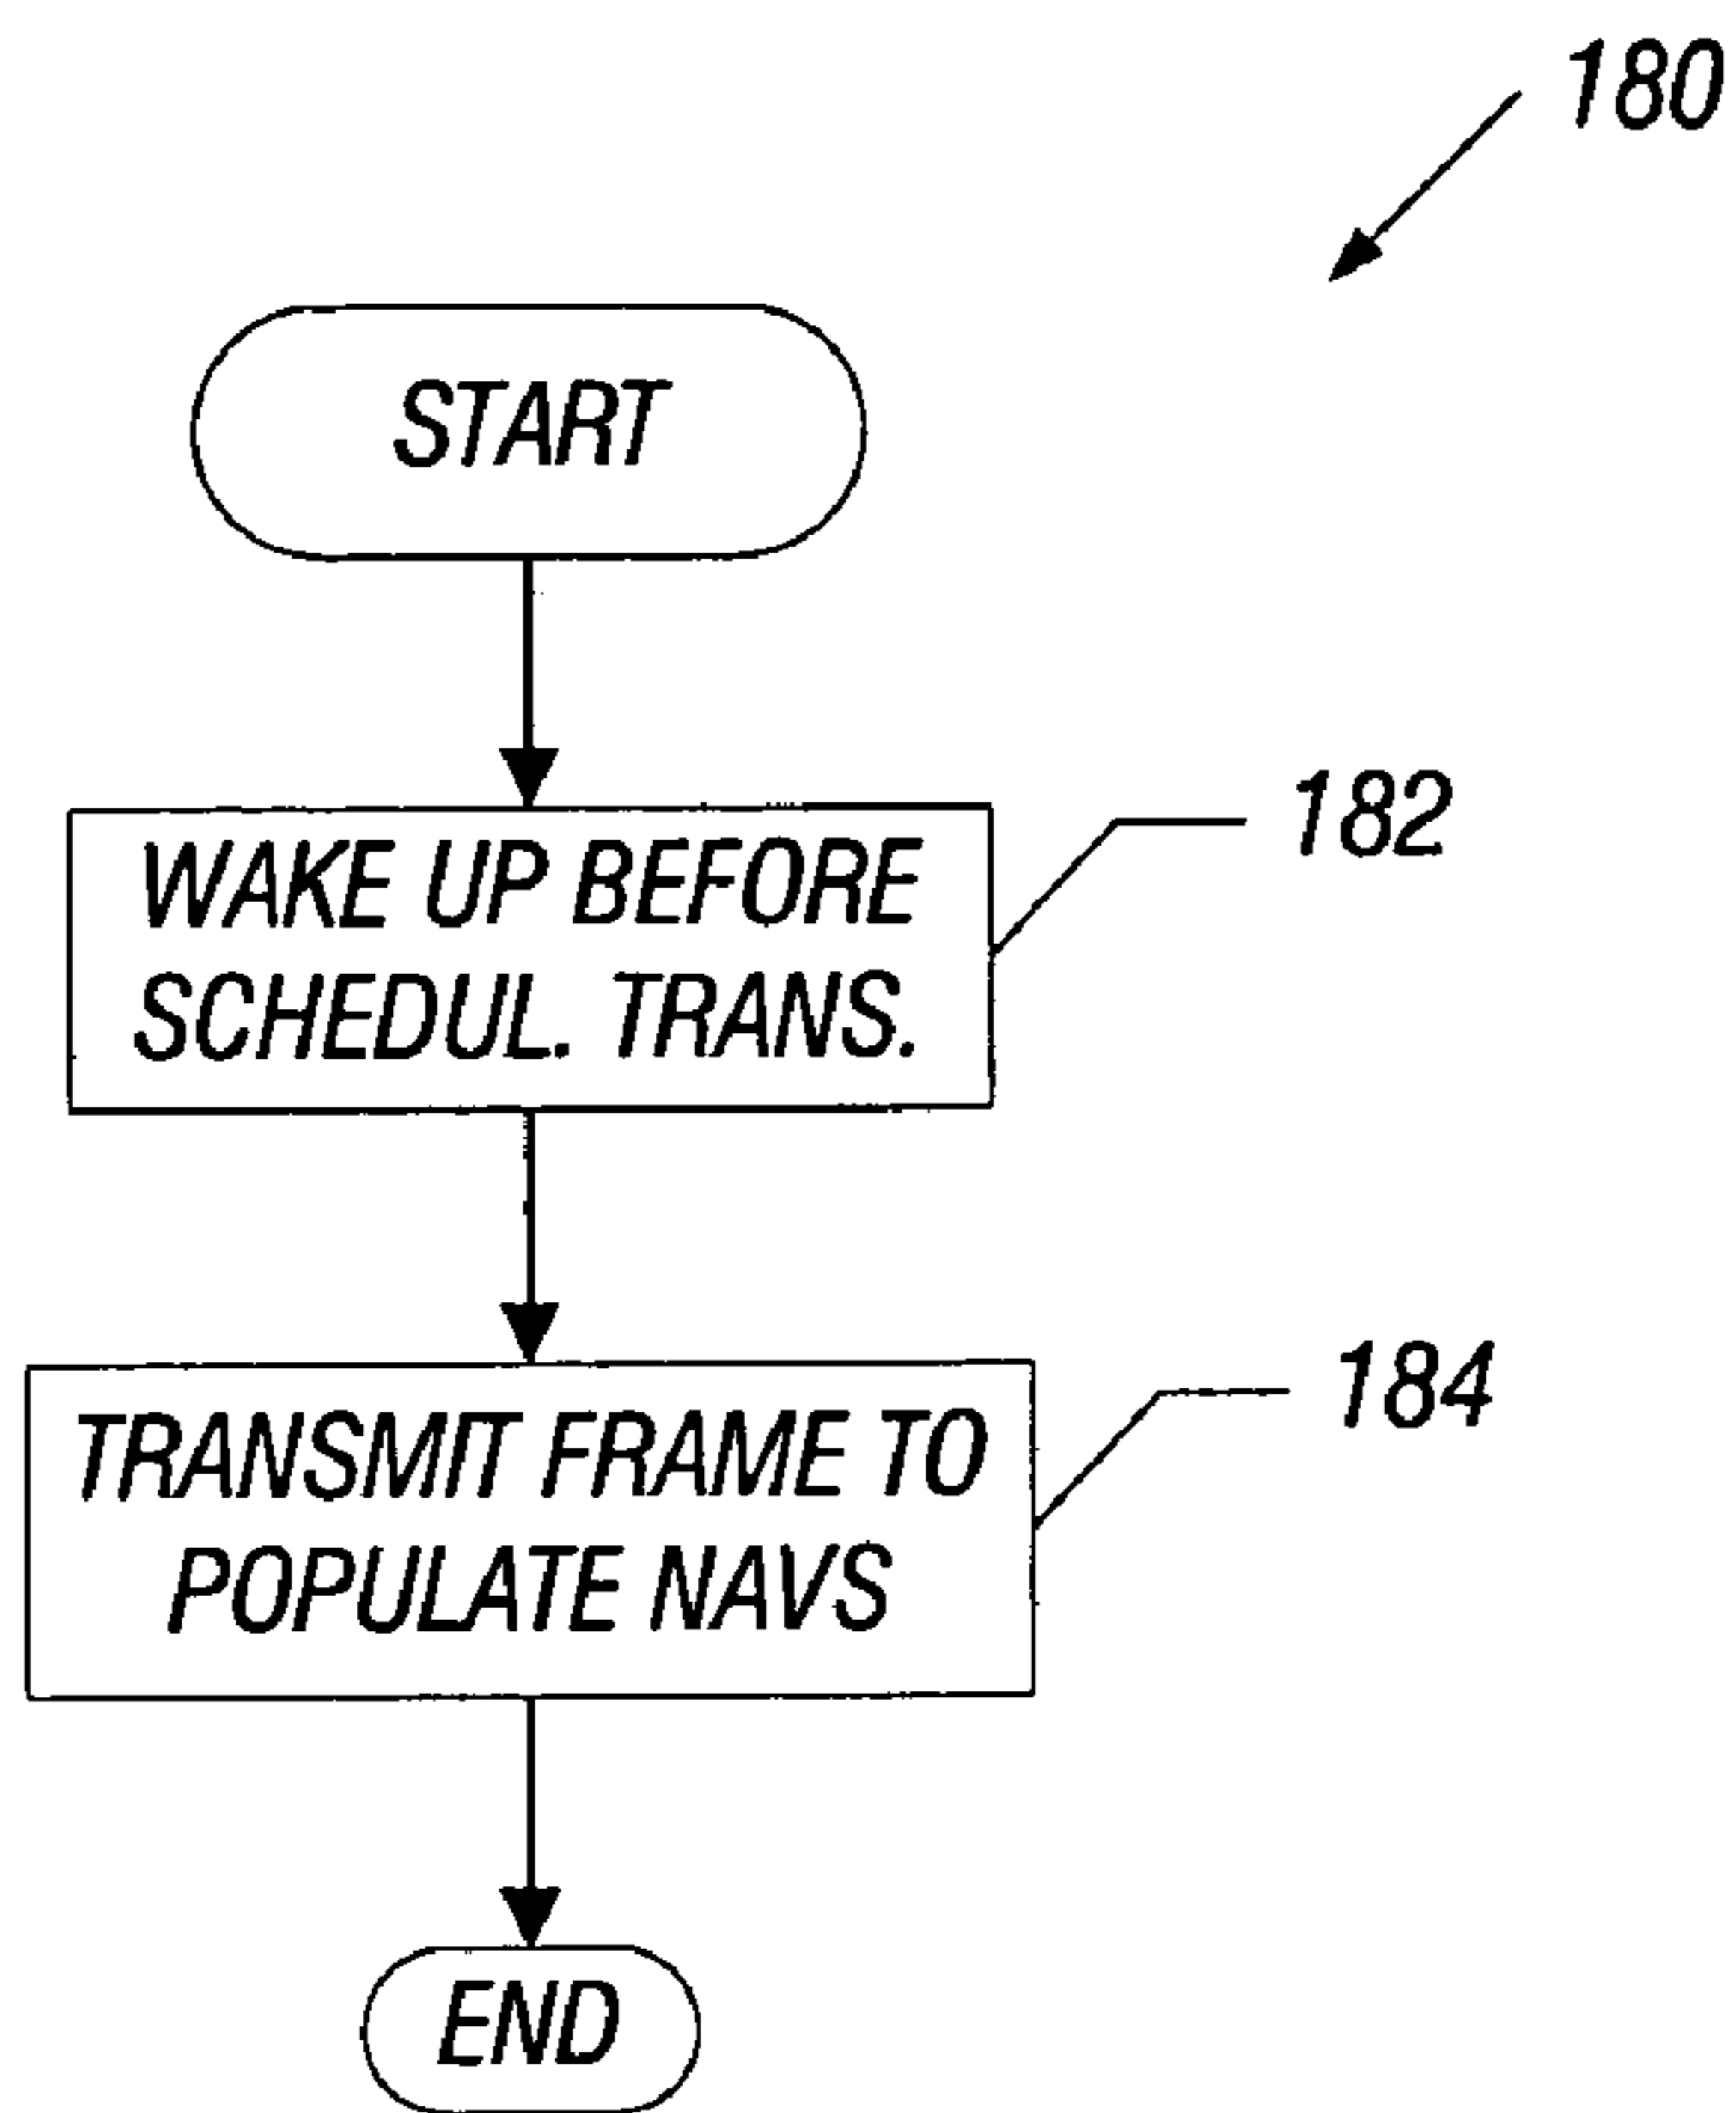 180
START
WAKE UP BEFORE
SCHEDUL. TRANS.
182
TRANSMIT FRAME TO
POPULATE NAVS
184
END